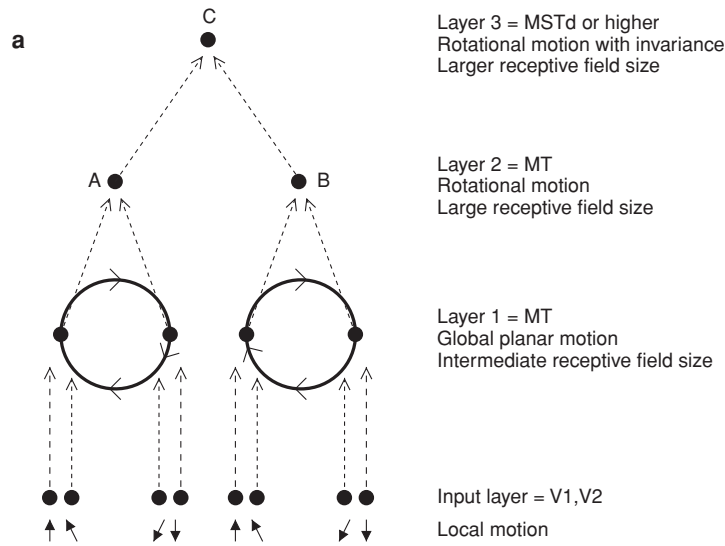 a
C
Layer 3 = MSTd or higher
Rotational motion with invariance
Larger receptive field size
A
B
Layer 2 = MT
Rotational motion
Large receptive field size
Layer 1 = MT
Global planar motion
Intermediate receptive field size
Input layer = V1,V2
Local motion